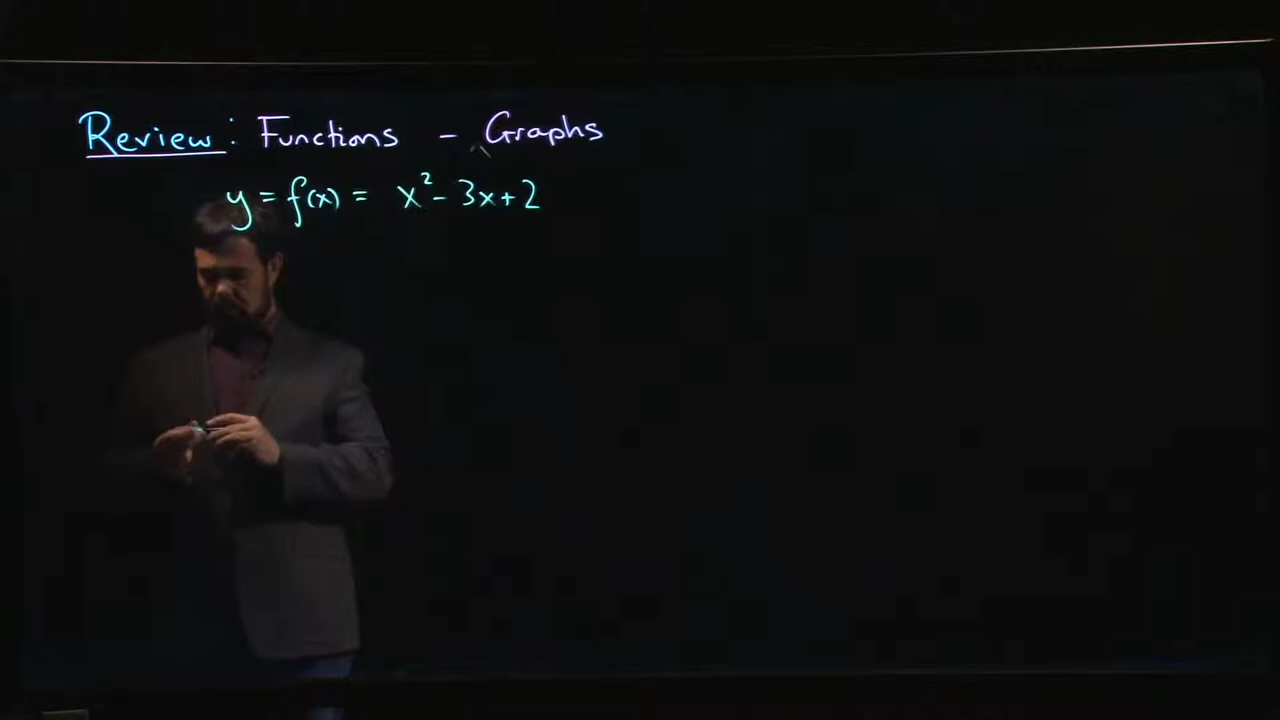 Review: Functions - Graphs
y = f(x) = x² - 3x + 2